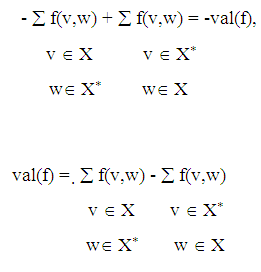 - ∑ f(v,w) + ∑ f(v,w) = -val(f),
v ∈ X v ∈ X*
w∈ X* w∈ X
val(f) =. ∑ f(v,w) - ∑ f(v,w)
v ∈ X v ∈ X*
w∈ X* w ∈ X